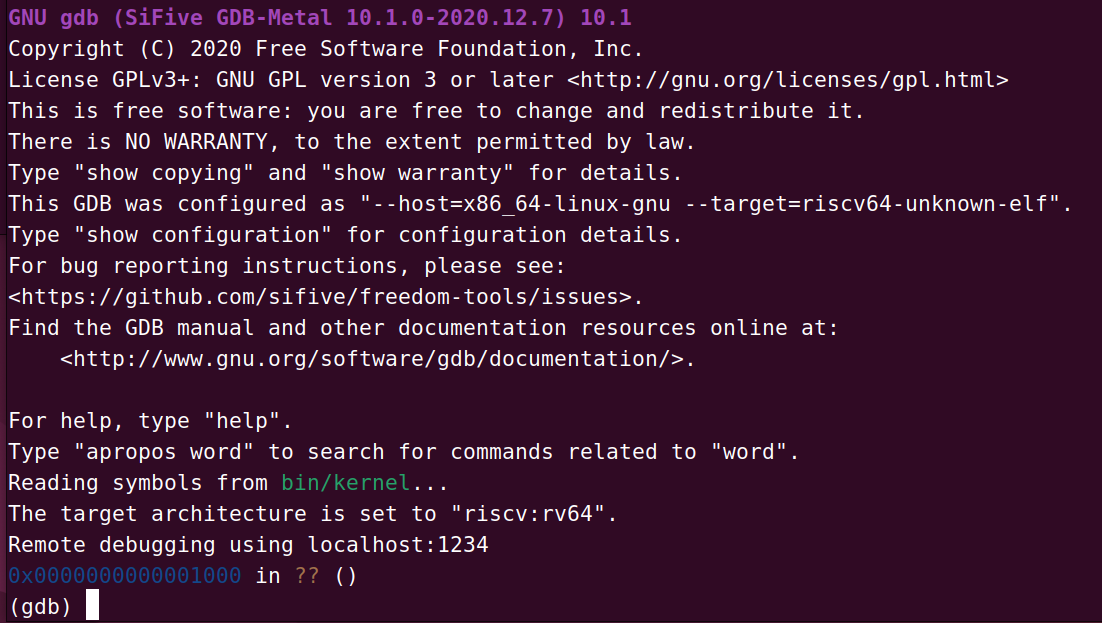 GNU gdb (SiFive GDB-Metal 10.1.0-2020.12.7) 10.1
Copyright (C) 2020 Free Software Foundation, Inc.
License GPLv3+: GNU GPL version 3 or later <http://gnu.org/licenses/gpl.html>
This is free software: you are free to change and redistribute it.
There is NO WARRANTY, to the extent permitted by law.
Type "show copying" and "show warranty" for details.
This GDB was configured as "--host=x86_64-linux-gnu --target=riscv64-unknown-elf".
Type "show configuration" for configuration details.
For bug reporting instructions, please see:
<https://github.com/sifive/freedom-tools/issues>.
Find the GDB manual and other documentation resources online at:
    <http://www.gnu.org/software/gdb/documentation/>.

For help, type "help".
Type "apropos word" to search for commands related to "word".
Reading symbols from bin/kernel...
The target architecture is set to "riscv:rv64".
Remote debugging using localhost:1234
0x0000000000001000 in ?? ()
(gdb)